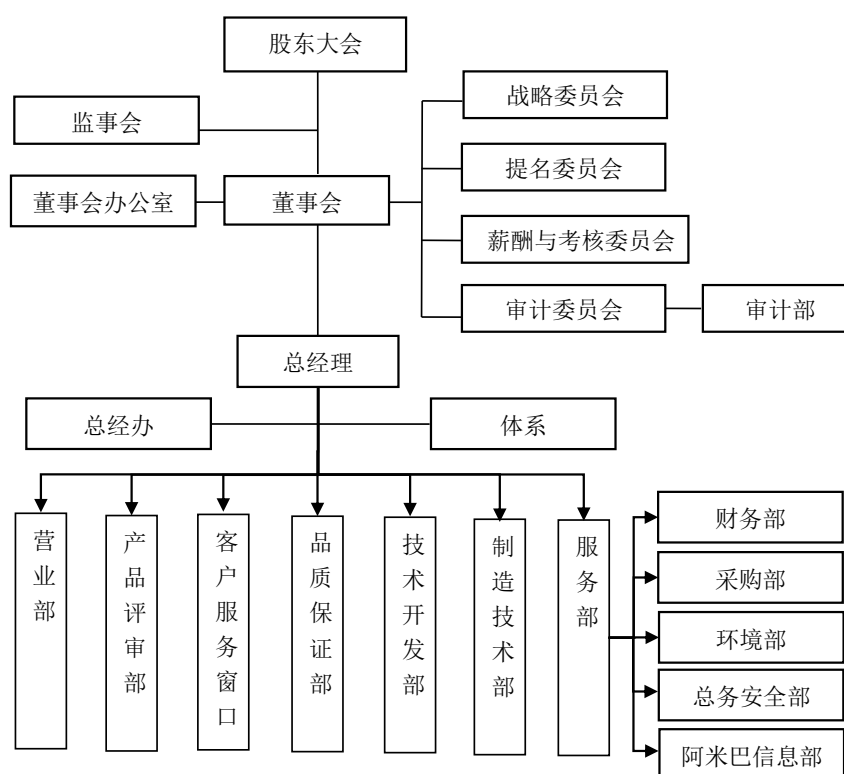 股东大会
战略委员会
监事会
提名委员会
董事会办公室
董事会
薪酬与考核委员会
审计委员会
审计部
总经理
总经办
体系
营业部
产品评审部
客户服务窗口
品质保证部
技术开发部
制造技术部
服务部
财务部
采购部
环境部
总务安全部
阿米巴信息部